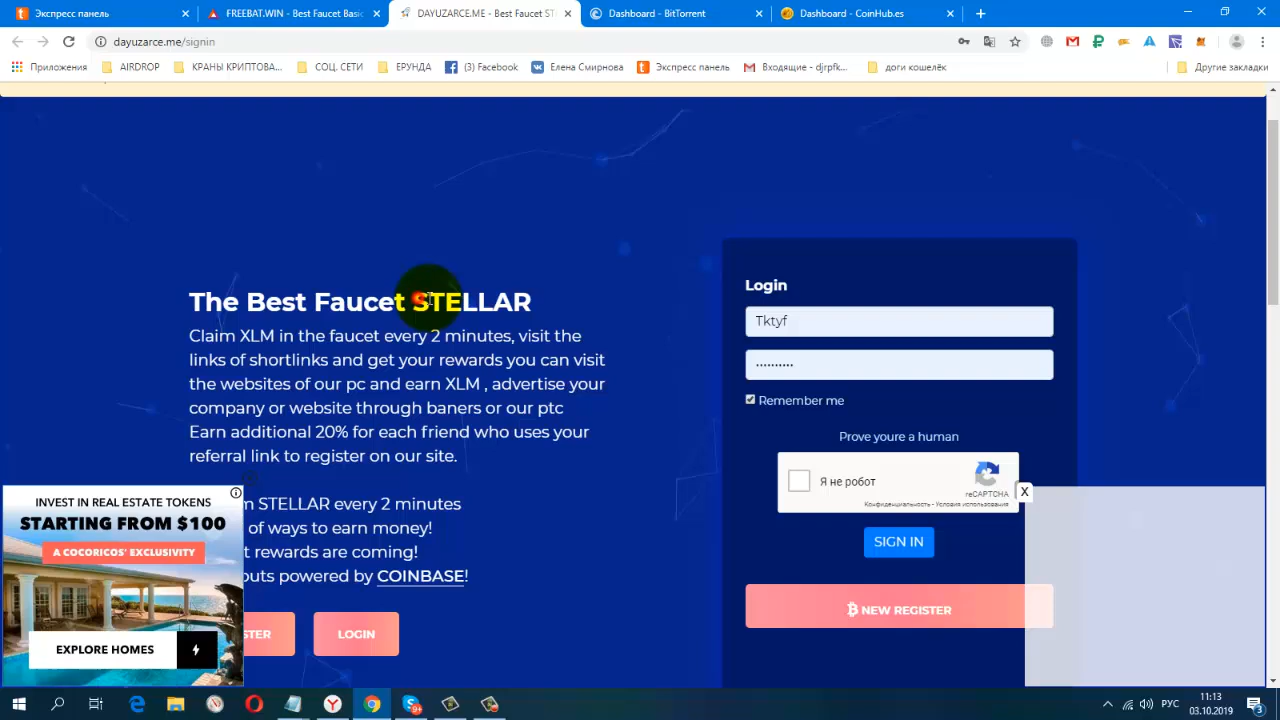 Экспресс панель
FREEBAT.WIN - Best Faucet Basic
DAYUZARCE.ME - Best Faucet ST
Dashboard - BitTorrent
Dashboard - CoinHub.es
dayuzarce.me/signin
Приложения
AIRDROP
КРАНЫ КРИПТОВА...
СОЦ. СЕТИ
ЕРУНДА
(3) Facebook
Елена Смирнова
Экспресс панель
Входящие - djrpfk...
доги кошелёк
Другие закладки
The Best Faucet STELLAR
Claim XLM in the faucet every 2 minutes, visit the
links of shortlinks and get your rewards you can visit
the websites of our pc and earn XLM , advertise your
company or website through baners or our ptc
Earn additional 20% for each friend who uses your
referral link to register on our site.
m STELLAR every 2 minutes
of ways to earn money!
t rewards are coming!
outs powered by COINBASE!
STER
LOGIN
Login
Tktyf
Remember me
Prove youre a human
Я не робот
reCAPTCHA
Конфиденциальность - Условия использования
SIGN IN
NEW REGISTER
X
INVEST IN REAL ESTATE TOKENS
STARTING FROM $100
A COCORICOS' EXCLUSIVITY
EXPLORE HOMES
9+
РУС
11:13
03.10.2019
3